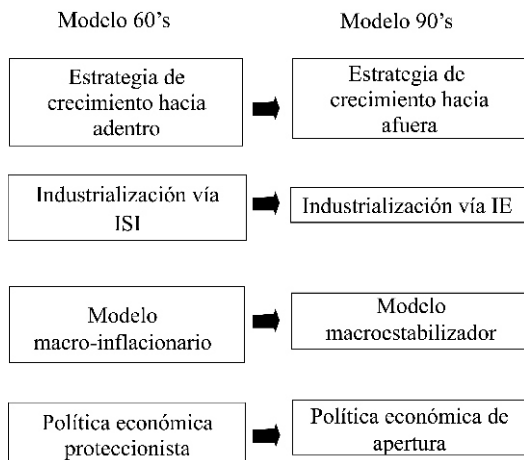 Modelo 60's
Modelo 90's
Estrategia de
crecimiento hacia
adentro
Estrategia de
crecimiento hacia
afuera
Industrialización vía
ISI
Industrialización vía IE
Modelo
macro-inflacionario
Modelo
macroestabilizador
Política económica
proteccionista
Política económica de
apertura